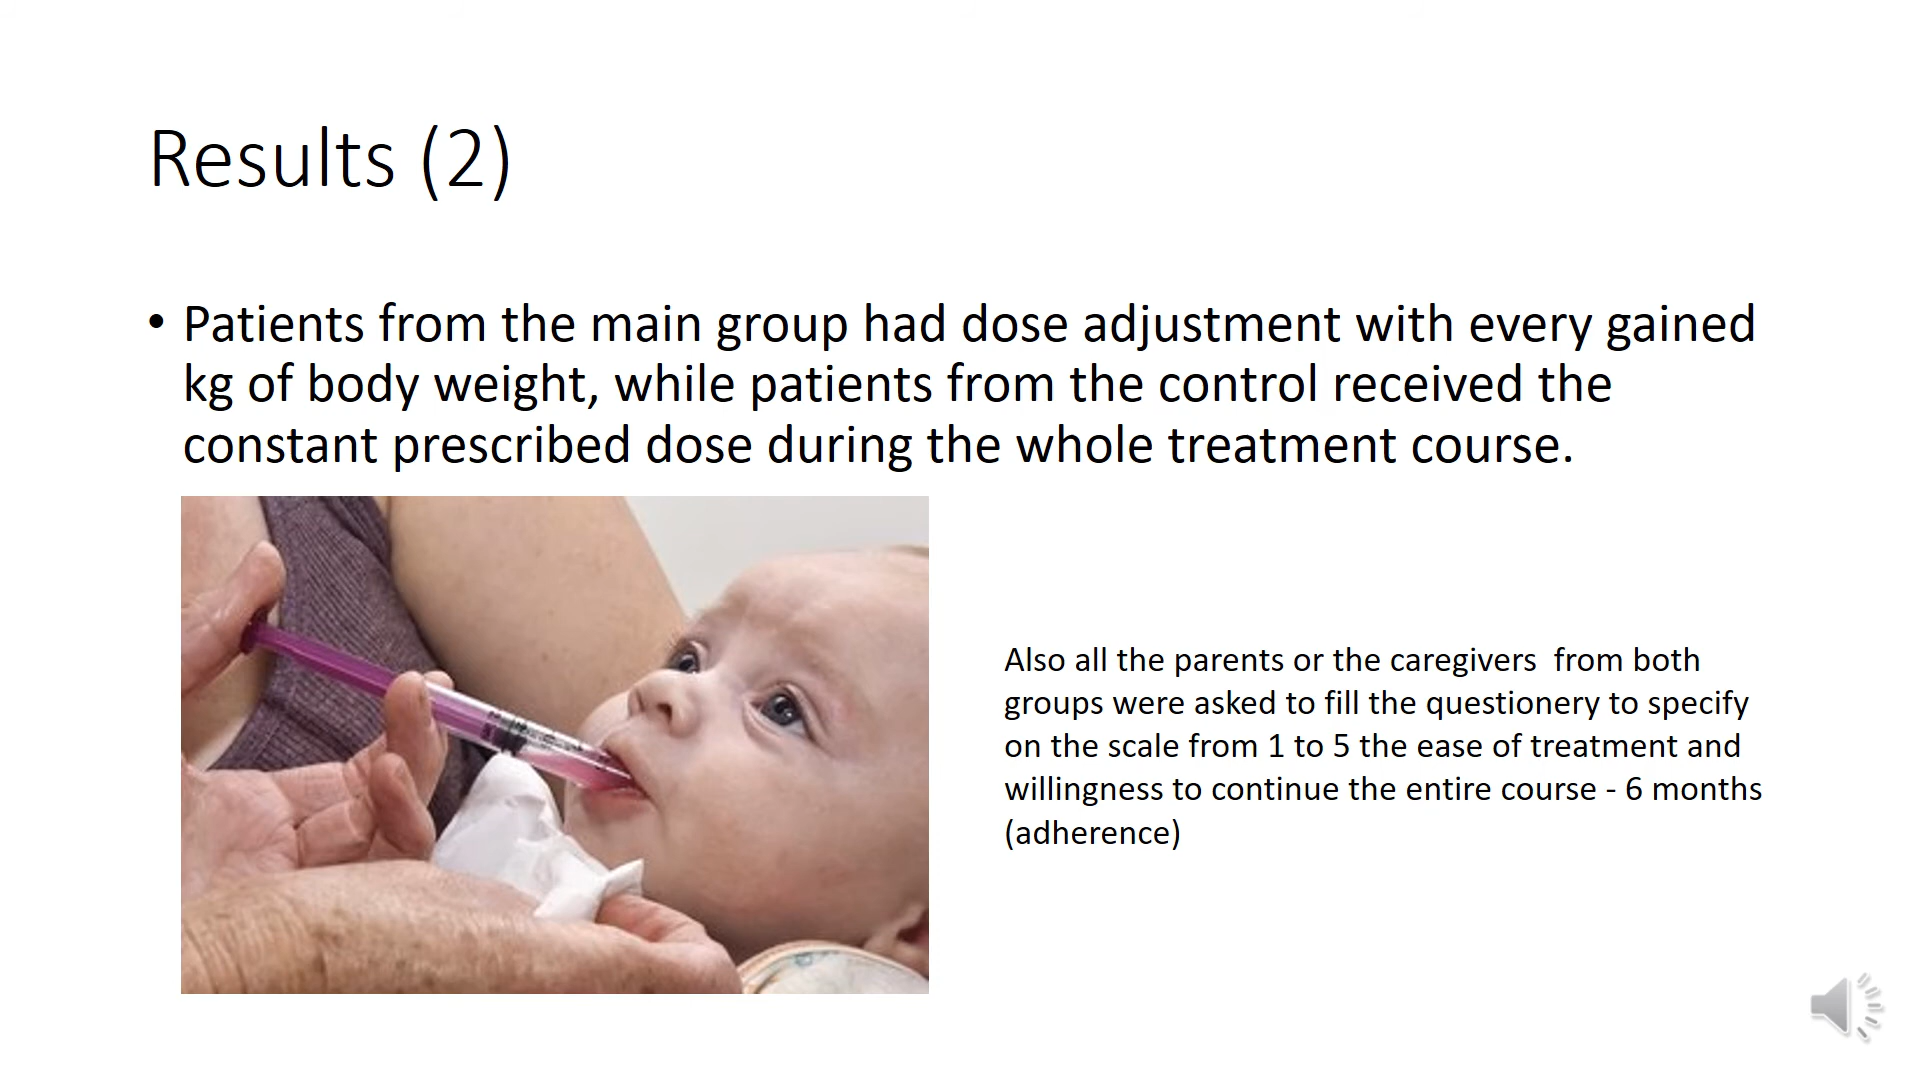 Results (2)
• Patients from the main group had dose adjustment with every gained
kg of body weight, while patients from the control received the
constant prescribed dose during the whole treatment course.
Also all the parents or the caregivers  from both
groups were asked to fill the questionery to specify
on the scale from 1 to 5 the ease of treatment and
willingness to continue the entire course - 6 months
(adherence)